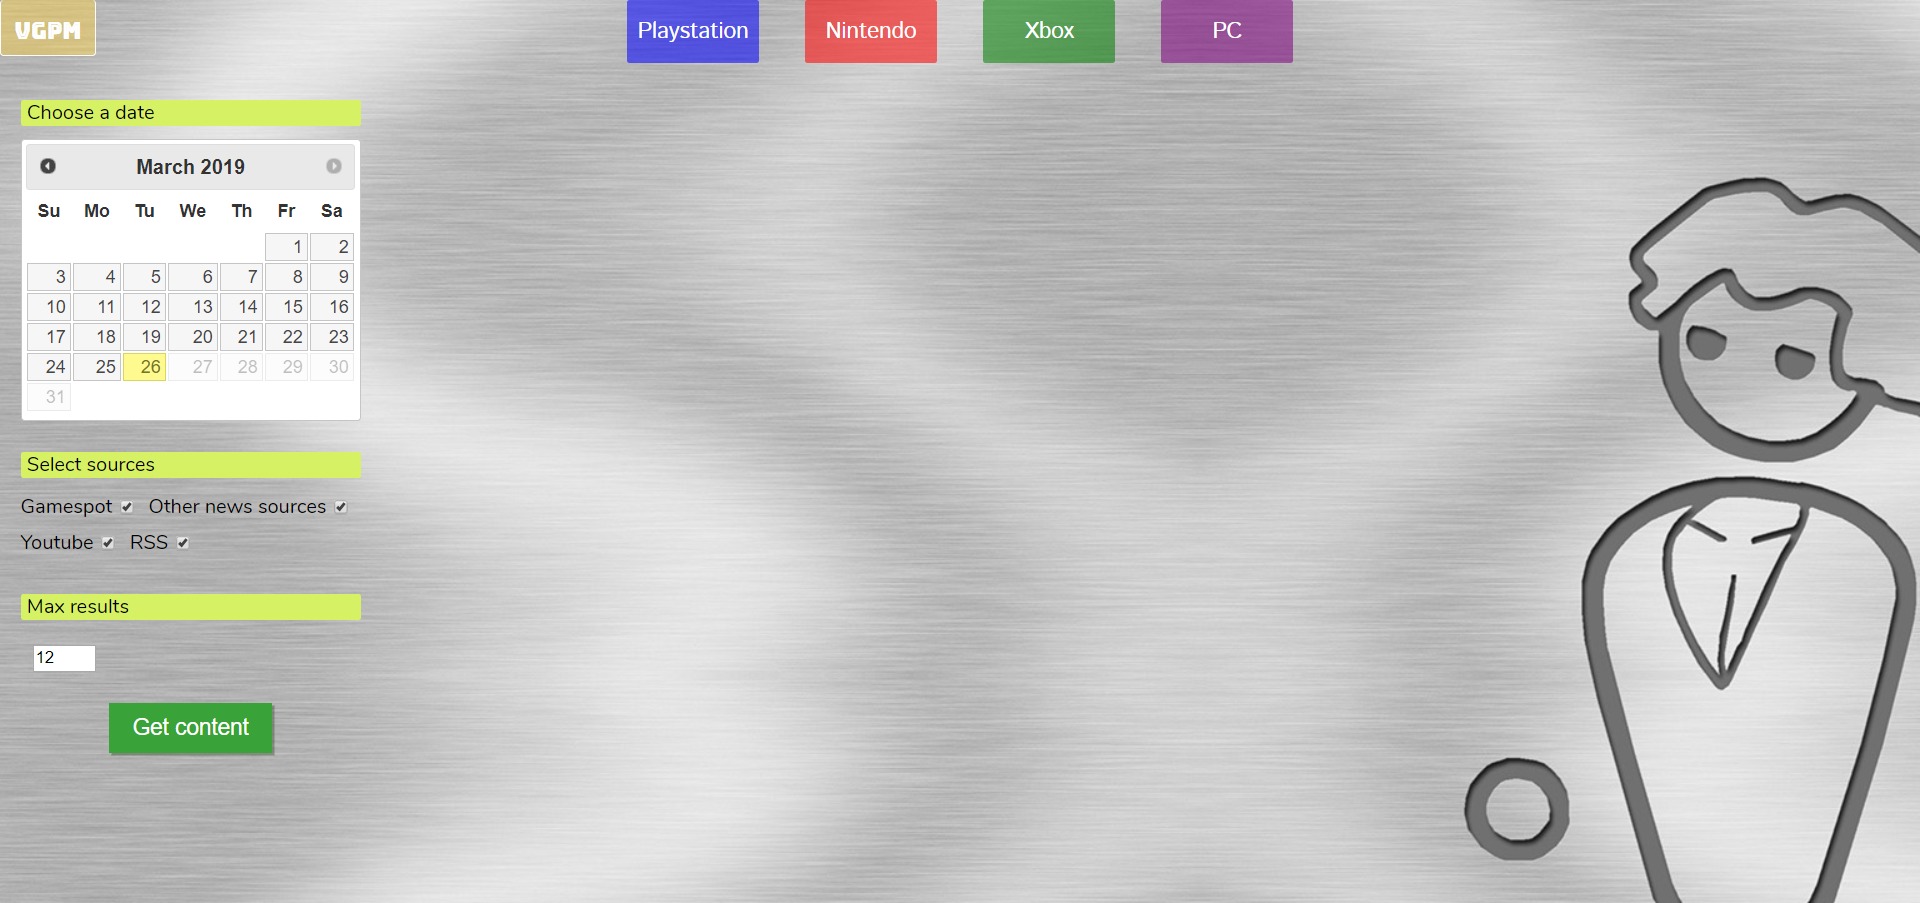 VGPM
Playstation
Nintendo
Xbox
PC
Choose a date
March 2019
Su Mo Tu We Th Fr Sa
1 2
3 4 5 6 7 8 9
10 11 12 13 14 15 16
17 18 19 20 21 22 23
24 25 26 27 28 29 30
31
Select sources
Gamespot Other news sources
Youtube RSS
Max results
12
Get content